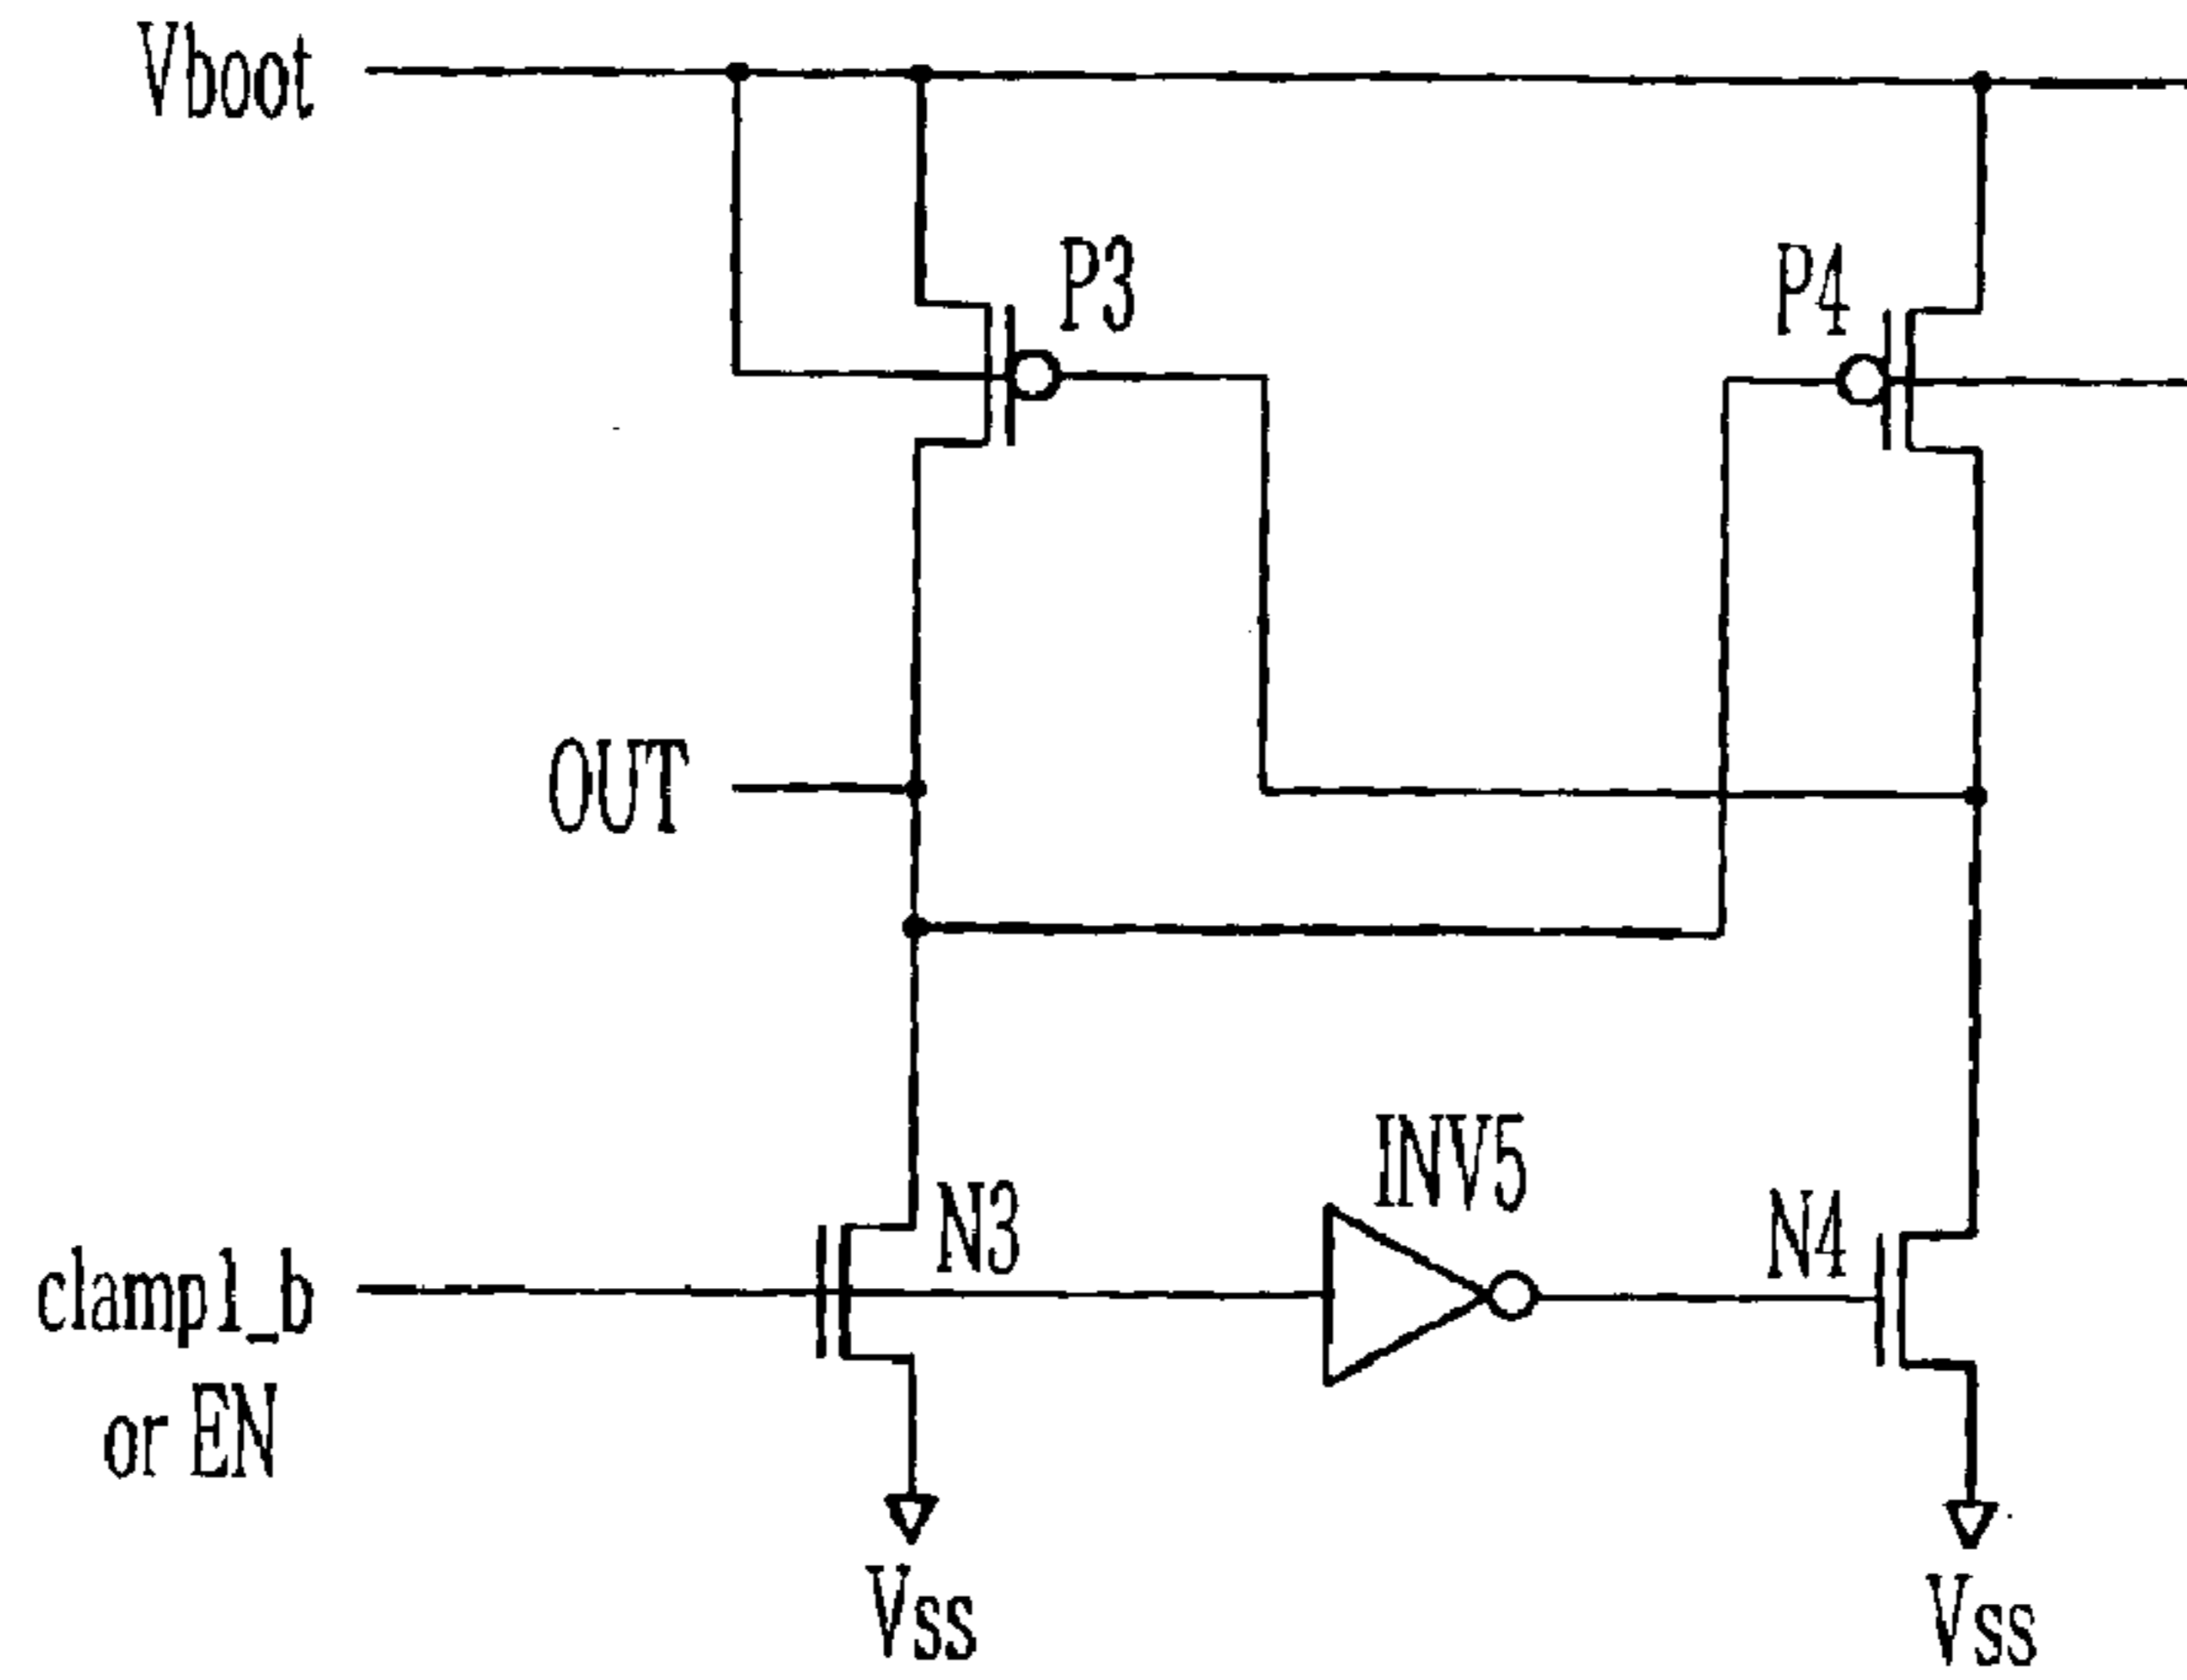 Vboot
P3
P4
OUT
INV5
N3
N4
clamp1_b
or EN
Vss
Vss